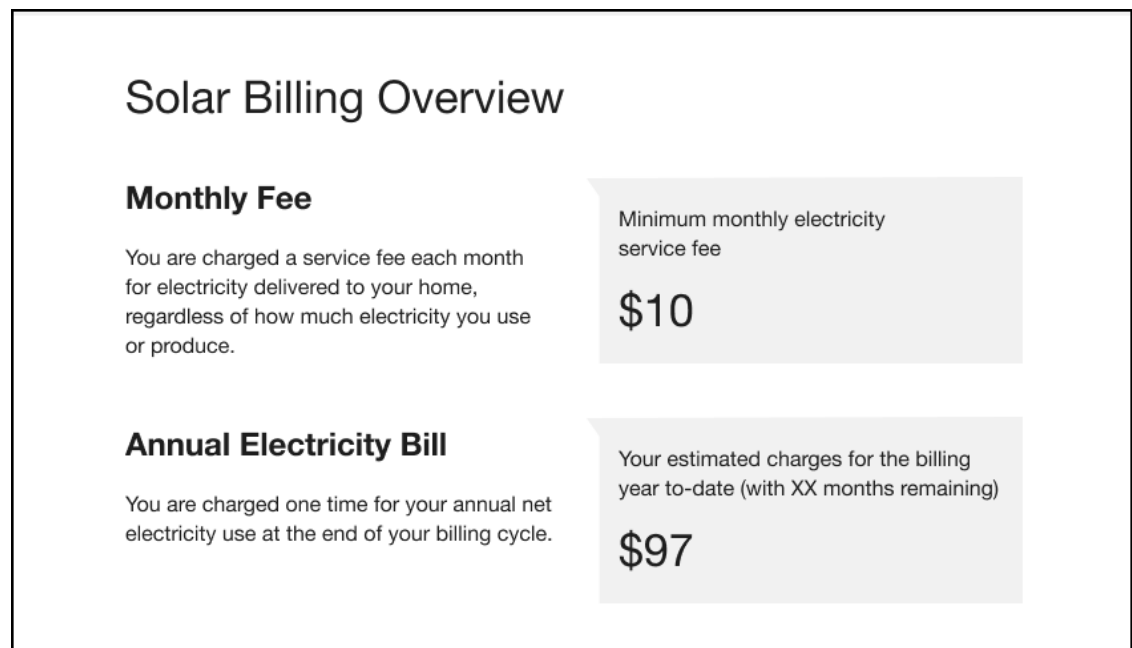 Solar Billing Overview
Monthly Fee
You are charged a service fee each month
for electricity delivered to your home,
regardless of how much electricity you use
or produce.
Minimum monthly electricity
service fee
$10
Annual Electricity Bill
You are charged one time for your annual net
electricity use at the end of your billing cycle.
Your estimated charges for the billing
year to-date (with XX months remaining)
$97